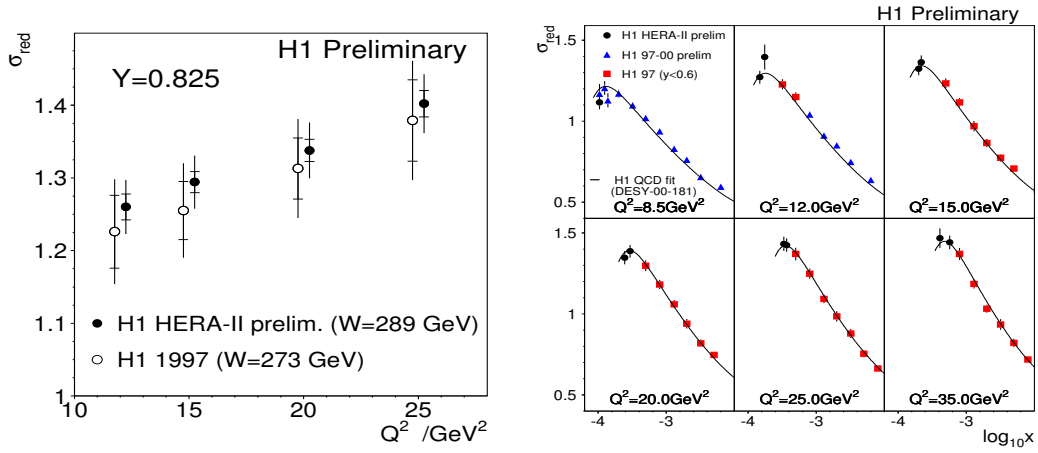 H1 Preliminary
σred
Y=0.825
1.4
1.3
1.2
1.1
1
H1 HERA-II prelim. (W=289 GeV)
H1 1997 (W=273 GeV)
10
15
20
25
Q2 /GeV2
H1 Preliminary
σred
1.5
1
0.5
H1 HERA-II prelim
H1 97-00 prelim
H1 97 (y<0.6)
H1 QCD fit
(DESY-00-181)
Q2=8.5GeV2
Q2=12.0GeV2
Q2=15.0GeV2
1.5
1
0.5
Q2=20.0GeV2
Q2=25.0GeV2
Q2=35.0GeV2
-4
-3
-4
-3
-4
-3
log10x